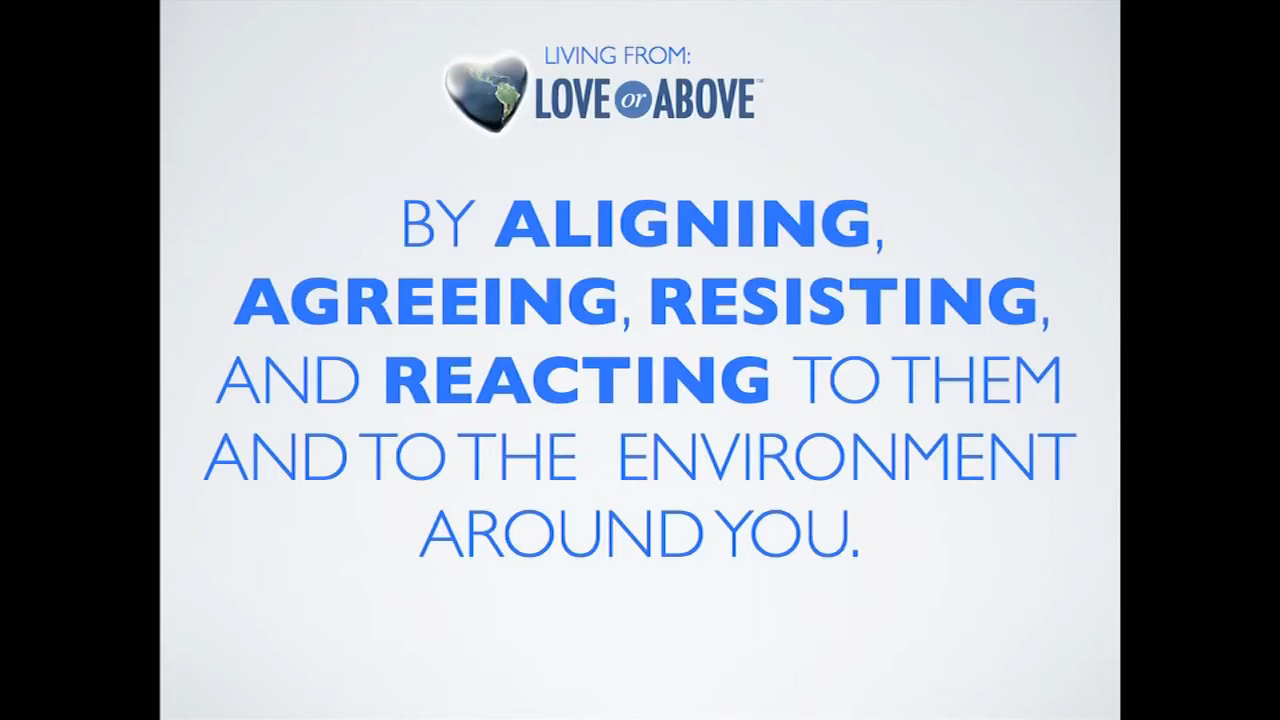 LIVING FROM:
LOVE or ABOVE™
BY ALIGNING,
AGREEING, RESISTING,
AND REACTING TO THEM
AND TO THE ENVIRONMENT
AROUND YOU.